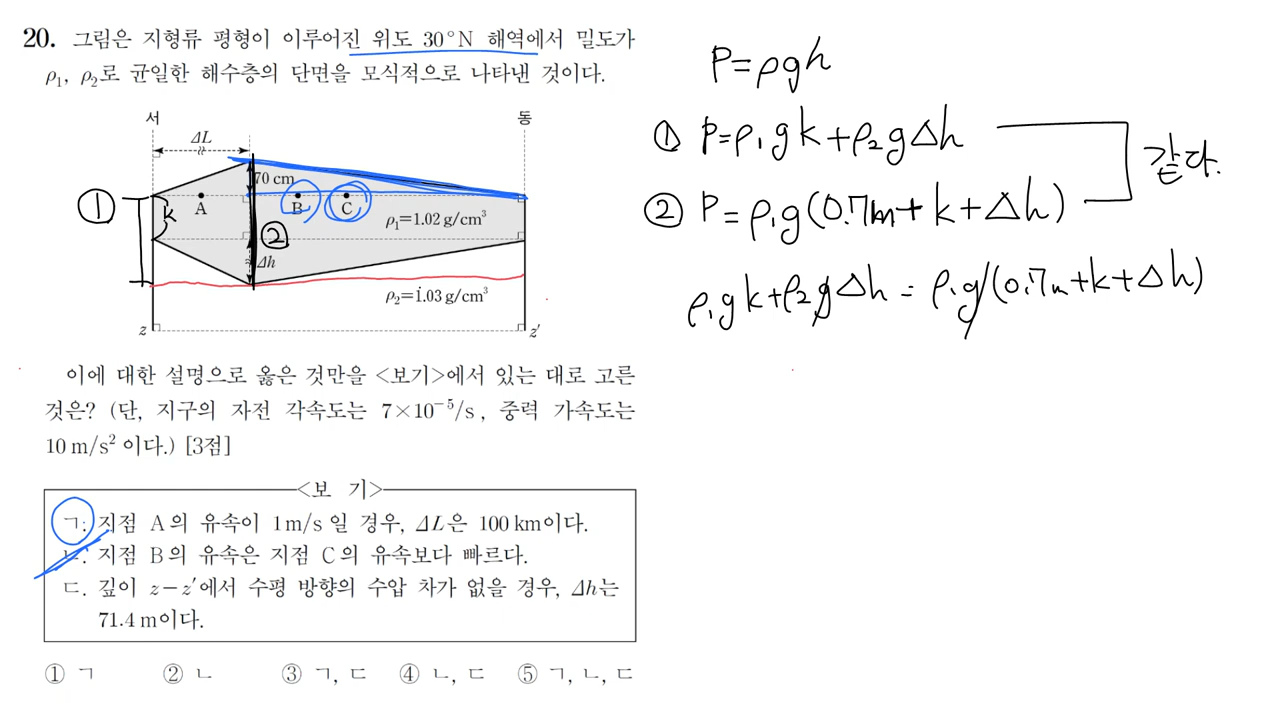 20. 그림은 지형류 평형이 이루어진 위도 30°N 해역에서 밀도가
ρ₁, ρ₂로 균일한 해수층의 단면을 모식적으로 나타낸 것이다.
서
동
ΔL
70 cm
① k
A
B
C
ρ₁=1.02 g/cm³
②
Δh
ρ₂=1.03 g/cm³
z
z′
이에 대한 설명으로 옳은 것만을 <보기>에서 있는 대로 고른
것은? (단, 지구의 자전 각속도는 7×10⁻⁵/s, 중력 가속도는
10 m/s²이다.) [3점]
<보 기>
ㄱ. 지점 A의 유속이 1 m/s일 경우, ΔL은 100 km이다.
ㄴ. 지점 B의 유속은 지점 C의 유속보다 빠르다.
ㄷ. 깊이 z-z′에서 수평 방향의 수압 차가 없을 경우, Δh는
71.4 m이다.
① ㄱ ② ㄴ ③ ㄱ, ㄷ ④ ㄴ, ㄷ ⑤ ㄱ, ㄴ, ㄷ
P=ρgh
① P=ρ₁gk+ρ₂gΔh
같다.
② P=ρ₁g(0.7m+k+Δh)
ρ₁gk+ρ₂gΔh=ρ₁g(0.7m+k+Δh)